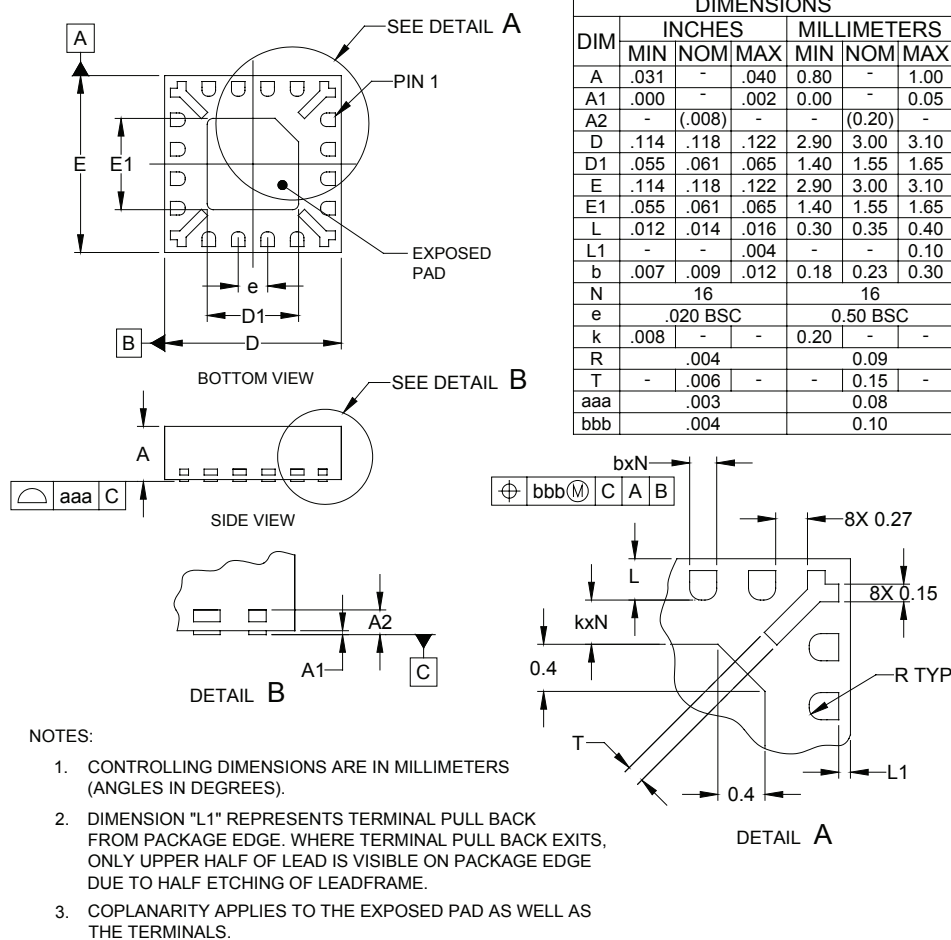 SEE DETAIL A
A
PIN 1
E
E1
EXPOSED
PAD
e
D1
B
D
BOTTOM VIEW
SEE DETAIL B
A
aaa C
SIDE VIEW
A2
A1
C
DETAIL B
DIMENSIONS
DIM INCHES MILLIMETERS
MIN NOM MAX MIN NOM MAX
A .031 - .040 0.80 - 1.00
A1 .000 - .002 0.00 - 0.05
A2 - (.008) - - (0.20) -
D .114 .118 .122 2.90 3.00 3.10
D1 .055 .061 .065 1.40 1.55 1.65
E .114 .118 .122 2.90 3.00 3.10
E1 .055 .061 .065 1.40 1.55 1.65
L .012 .014 .016 0.30 0.35 0.40
L1 - - .004 - - 0.10
b .007 .009 .012 0.18 0.23 0.30
N 16 16
e .020 BSC 0.50 BSC
k .008 - - 0.20 - -
R .004 0.09
T - .006 - - 0.15 -
aaa .003 0.08
bbb .004 0.10
bxN
⌖ bbbⓂ C A B
8X 0.27
L
8X 0.15
kxN
0.4
R TYP
T
L1
0.4
DETAIL A
NOTES:
1. CONTROLLING DIMENSIONS ARE IN MILLIMETERS
(ANGLES IN DEGREES).
2. DIMENSION "L1" REPRESENTS TERMINAL PULL BACK
FROM PACKAGE EDGE. WHERE TERMINAL PULL BACK EXITS,
ONLY UPPER HALF OF LEAD IS VISIBLE ON PACKAGE EDGE
DUE TO HALF ETCHING OF LEADFRAME.
3. COPLANARITY APPLIES TO THE EXPOSED PAD AS WELL AS
THE TERMINALS.